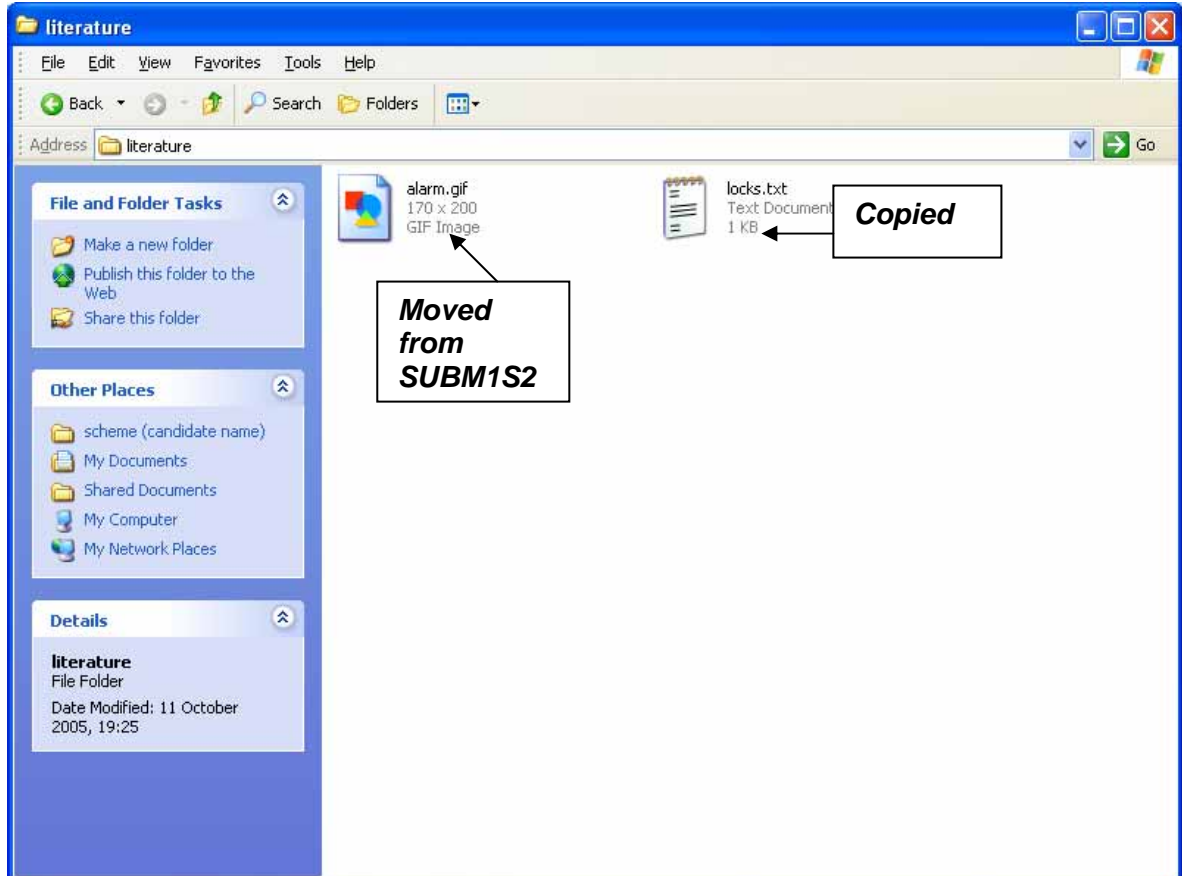 literature
File Edit View Favorites Tools Help
Back Search Folders
Address literature Go
File and Folder Tasks
Make a new folder
Publish this folder to the
Web
Share this folder
Other Places
scheme (candidate name)
My Documents
Shared Documents
My Computer
My Network Places
Details
literature
File Folder
Date Modified: 11 October
2005, 19:25
alarm.gif
170 x 200
GIF Image
locks.txt
Text Document
1 KB
Copied
Moved
from
SUBM1S2